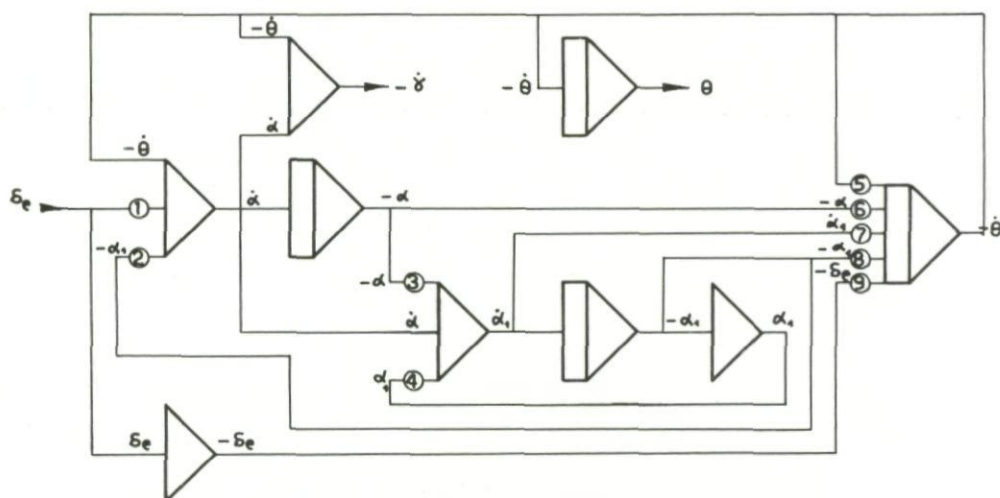 -θ̇
-γ̇
-θ̇
θ
α̇
-θ̇
δe
①
α̇
-α
-α
⑤
⑥
-α₁
②
α̇₁
⑦
-θ̇
-α₁
⑧
-α
③
-δe
⑨
α̇
α̇₁
-α₁
α₁
α₁
④
δe
-δe